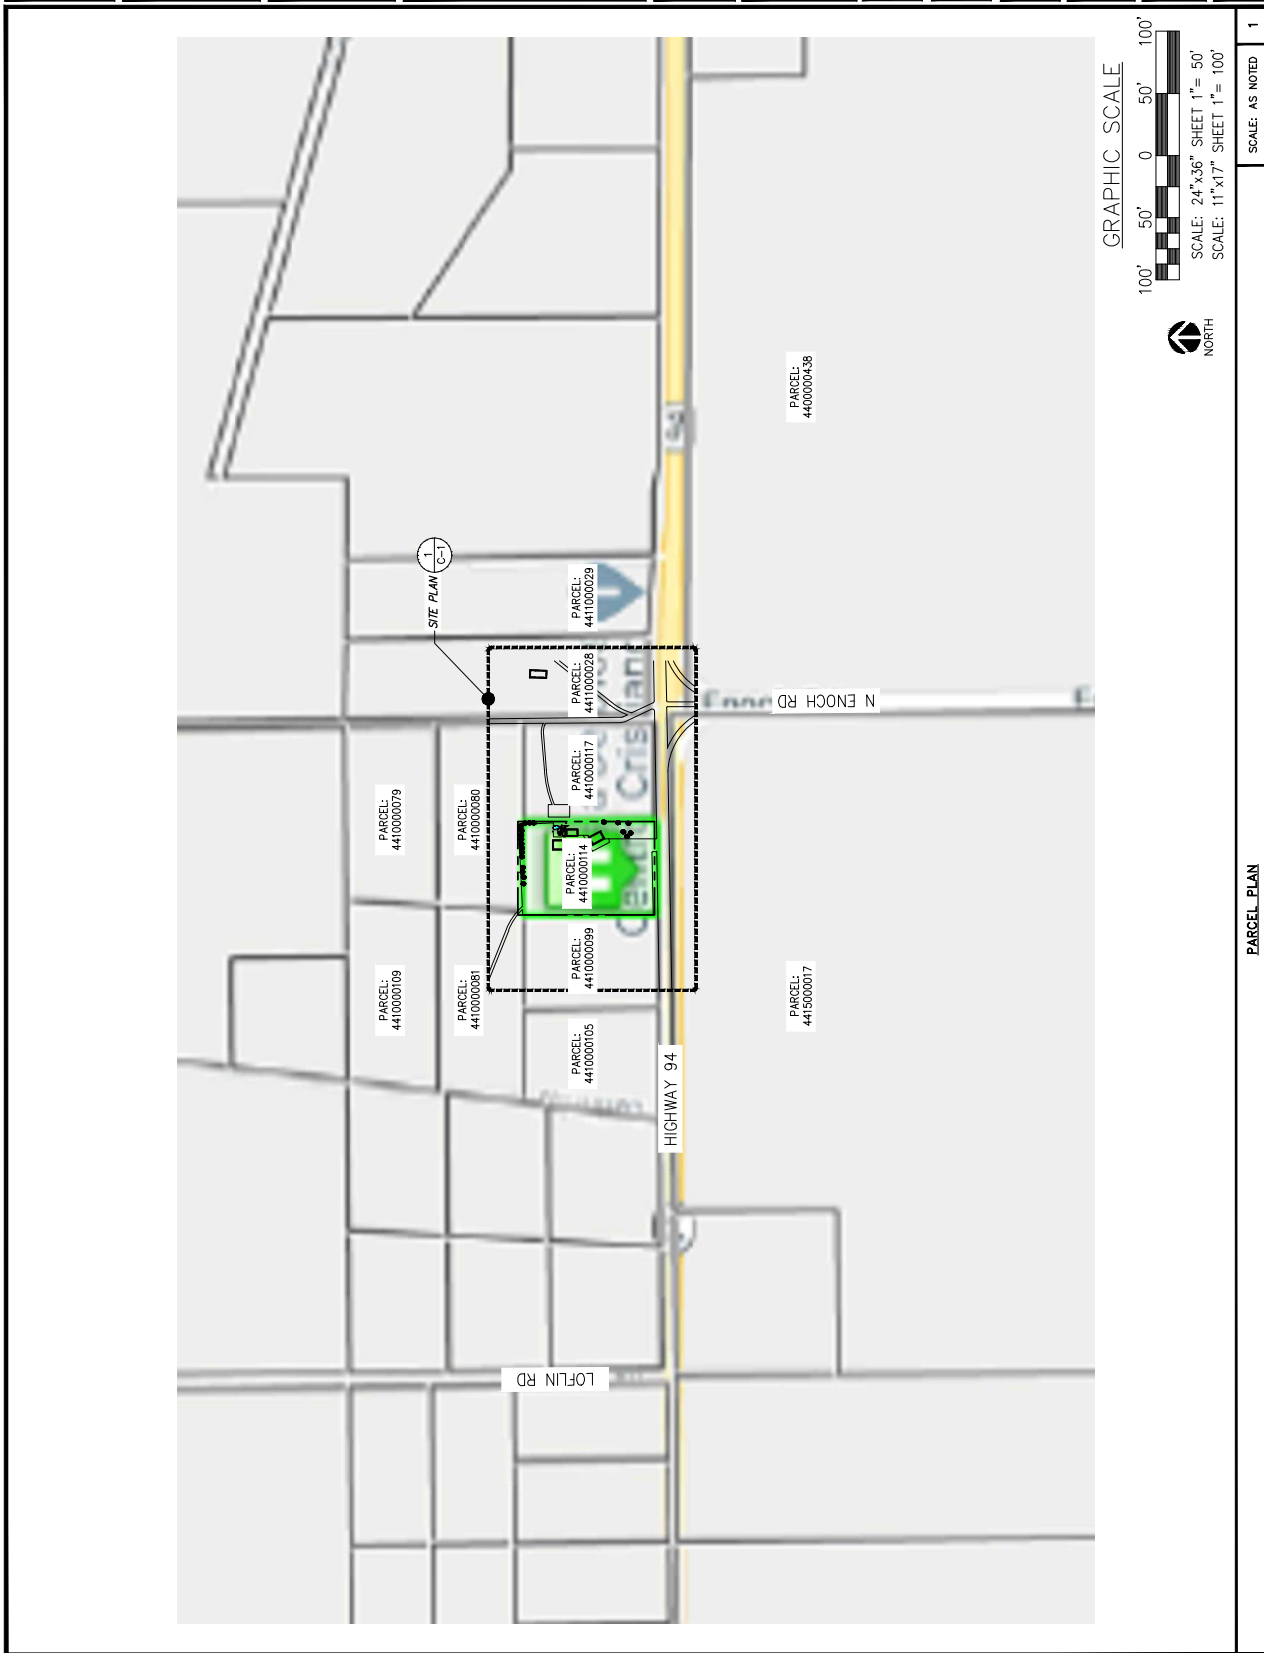 SITE PLAN
1
C-1
PARCEL:
4410000109
PARCEL:
4410000079
PARCEL:
4410000081
PARCEL:
4410000080
PARCEL:
4410000105
PARCEL:
4410000099
PARCEL:
4410000114
PARCEL:
4410000117
PARCEL:
4411000028
PARCEL:
4411000029
LOFLIN RD
HIGHWAY 94
94
N ENOCH RD
PARCEL:
4415000017
PARCEL:
4400000438
NORTH
GRAPHIC SCALE
100' 50' 0 50' 100'
SCALE: 24"x36" SHEET 1"= 50'
SCALE: 11"x17" SHEET 1"= 100'
PARCEL PLAN
SCALE: AS NOTED
1